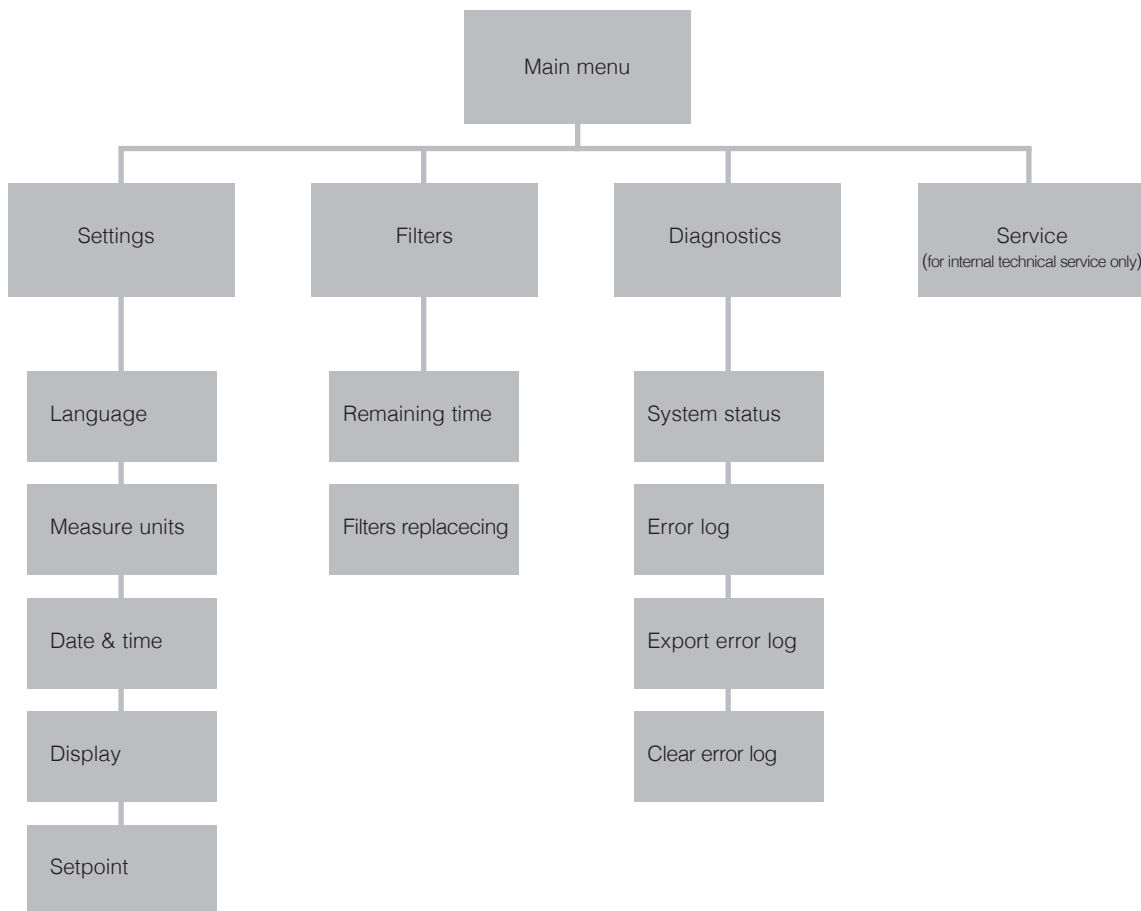 Main menu
Settings
Filters
Diagnostics
Service
(for internal technical service only)
Language
Remaining time
System status
Measure units
Filters replacecing
Error log
Date & time
Export error log
Display
Clear error log
Setpoint